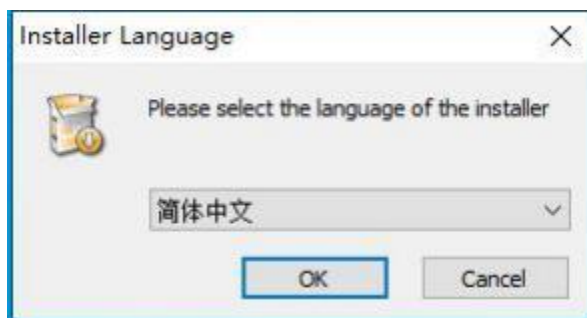 Installer Language
Please select the language of the installer
简体中文
OK
Cancel